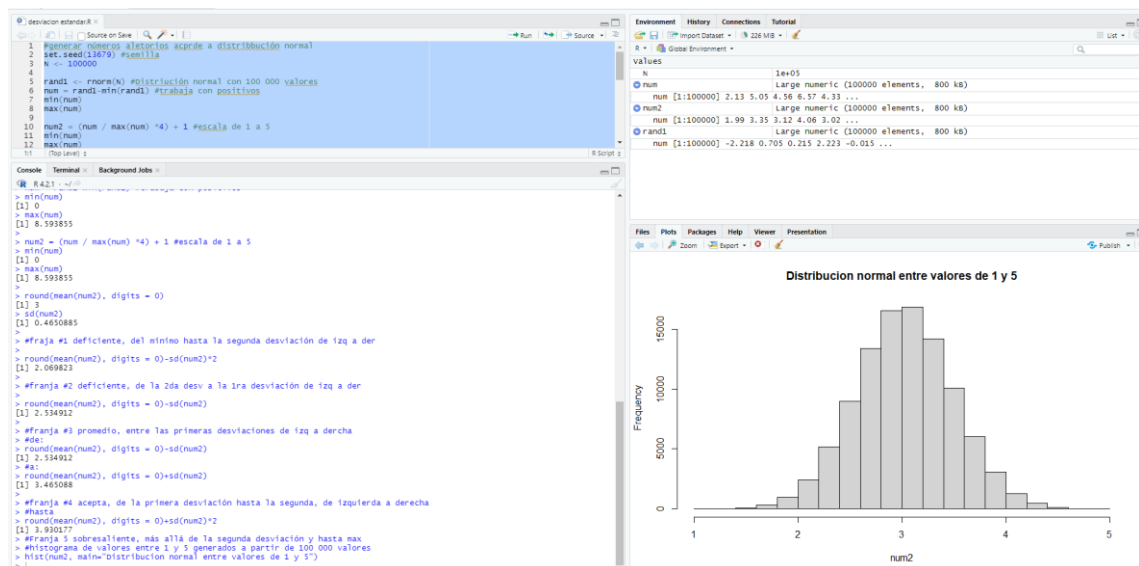 desviacion estandar.R
Source on Save
Run
Source
1 #generar números aletorios acprde a distribbución normal
2 set.seed(13679) #semilla
3 N <- 100000
4
5 rand1 <- rnorm(N) #Distriución normal con 100 000 valores
6 num = rand1-min(rand1) #trabaja con positivos
7 min(num)
8 max(num)
9
10 num2 = (num / max(num) *4) + 1 #escala de 1 a 5
11 min(num)
12 max(num)
1:1 (Top Level) R Script
Console Terminal Background Jobs
R 4.2.1 · ~/
> min(num)
[1] 0
> max(num)
[1] 8.593855
>
> num2 = (num / max(num) *4) + 1 #escala de 1 a 5
> min(num)
[1] 0
> max(num)
[1] 8.593855
>
> round(mean(num2), digits = 0)
[1] 3
> sd(num2)
[1] 0.4650885
>
> #fraja #1 deficiente, del mínimo hasta la segunda desviación de izq a der
>
> round(mean(num2), digits = 0)-sd(num2)*2
[1] 2.069823
>
> #franja #2 deficiente, de la 2da desv a la 1ra desviación de izq a der
>
> round(mean(num2), digits = 0)-sd(num2)
[1] 2.534912
>
> #franja #3 promedio, entre las primeras desviaciones de izq a dercha
> #de:
> round(mean(num2), digits = 0)-sd(num2)
[1] 2.534912
> #a:
> round(mean(num2), digits = 0)+sd(num2)
[1] 3.465088
>
> #franja #4 acepta, de la primera desviación hasta la segunda, de izquierda a derecha
> #hasta
> round(mean(num2), digits = 0)+sd(num2)*2
[1] 3.930177
> #Franja 5 sobresaliente, más allá de la segunda desviación y hasta max
> #histograma de valores entre 1 y 5 generados a partir de 100 000 valores
> hist(num2, main="Distribucion normal entre valores de 1 y 5")
>
Environment History Connections Tutorial
Import Dataset 226 MiB List
R Global Environment
values
N 1e+05
num Large numeric (100000 elements, 800 kB)
num [1:100000] 2.13 5.05 4.56 6.57 4.33 ...
num2 Large numeric (100000 elements, 800 kB)
num [1:100000] 1.99 3.35 3.12 4.06 3.02 ...
rand1 Large numeric (100000 elements, 800 kB)
num [1:100000] -2.218 0.705 0.215 2.223 -0.015 ...
Files Plots Packages Help Viewer Presentation
Zoom Export Publish
Distribucion normal entre valores de 1 y 5
Frequency
15000
10000
5000
0
1 2 3 4 5
num2